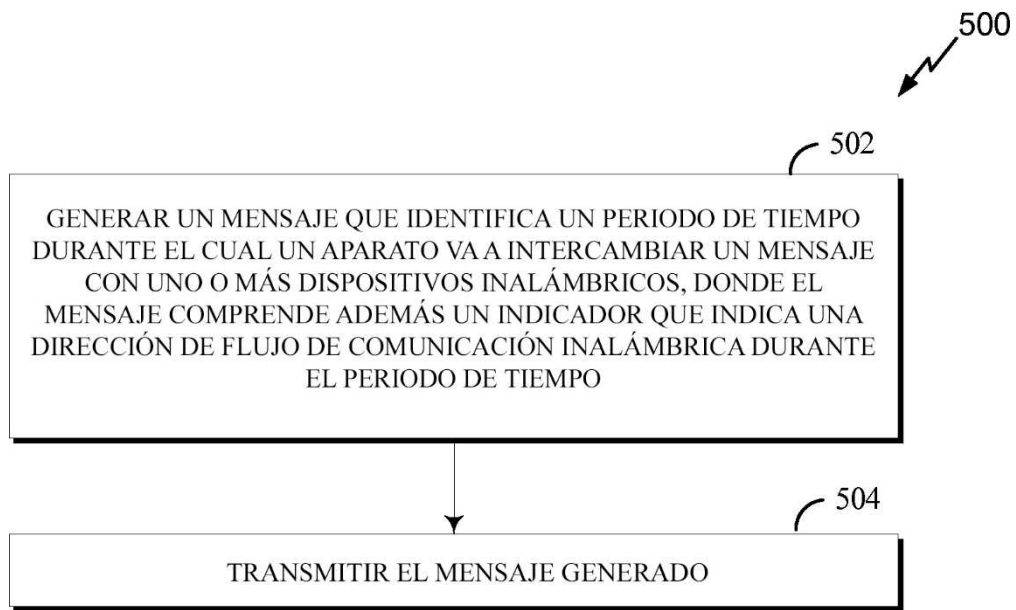 500
502
GENERAR UN MENSAJE QUE IDENTIFICA UN PERIODO DE TIEMPO
DURANTE EL CUAL UN APARATO VA A INTERCAMBIAR UN MENSAJE
CON UNO O MÁS DISPOSITIVOS INALÁMBRICOS, DONDE EL
MENSAJE COMPRENDE ADEMÁS UN INDICADOR QUE INDICA UNA
DIRECCIÓN DE FLUJO DE COMUNICACIÓN INALÁMBRICA DURANTE
EL PERIODO DE TIEMPO
504
TRANSMITIR EL MENSAJE GENERADO